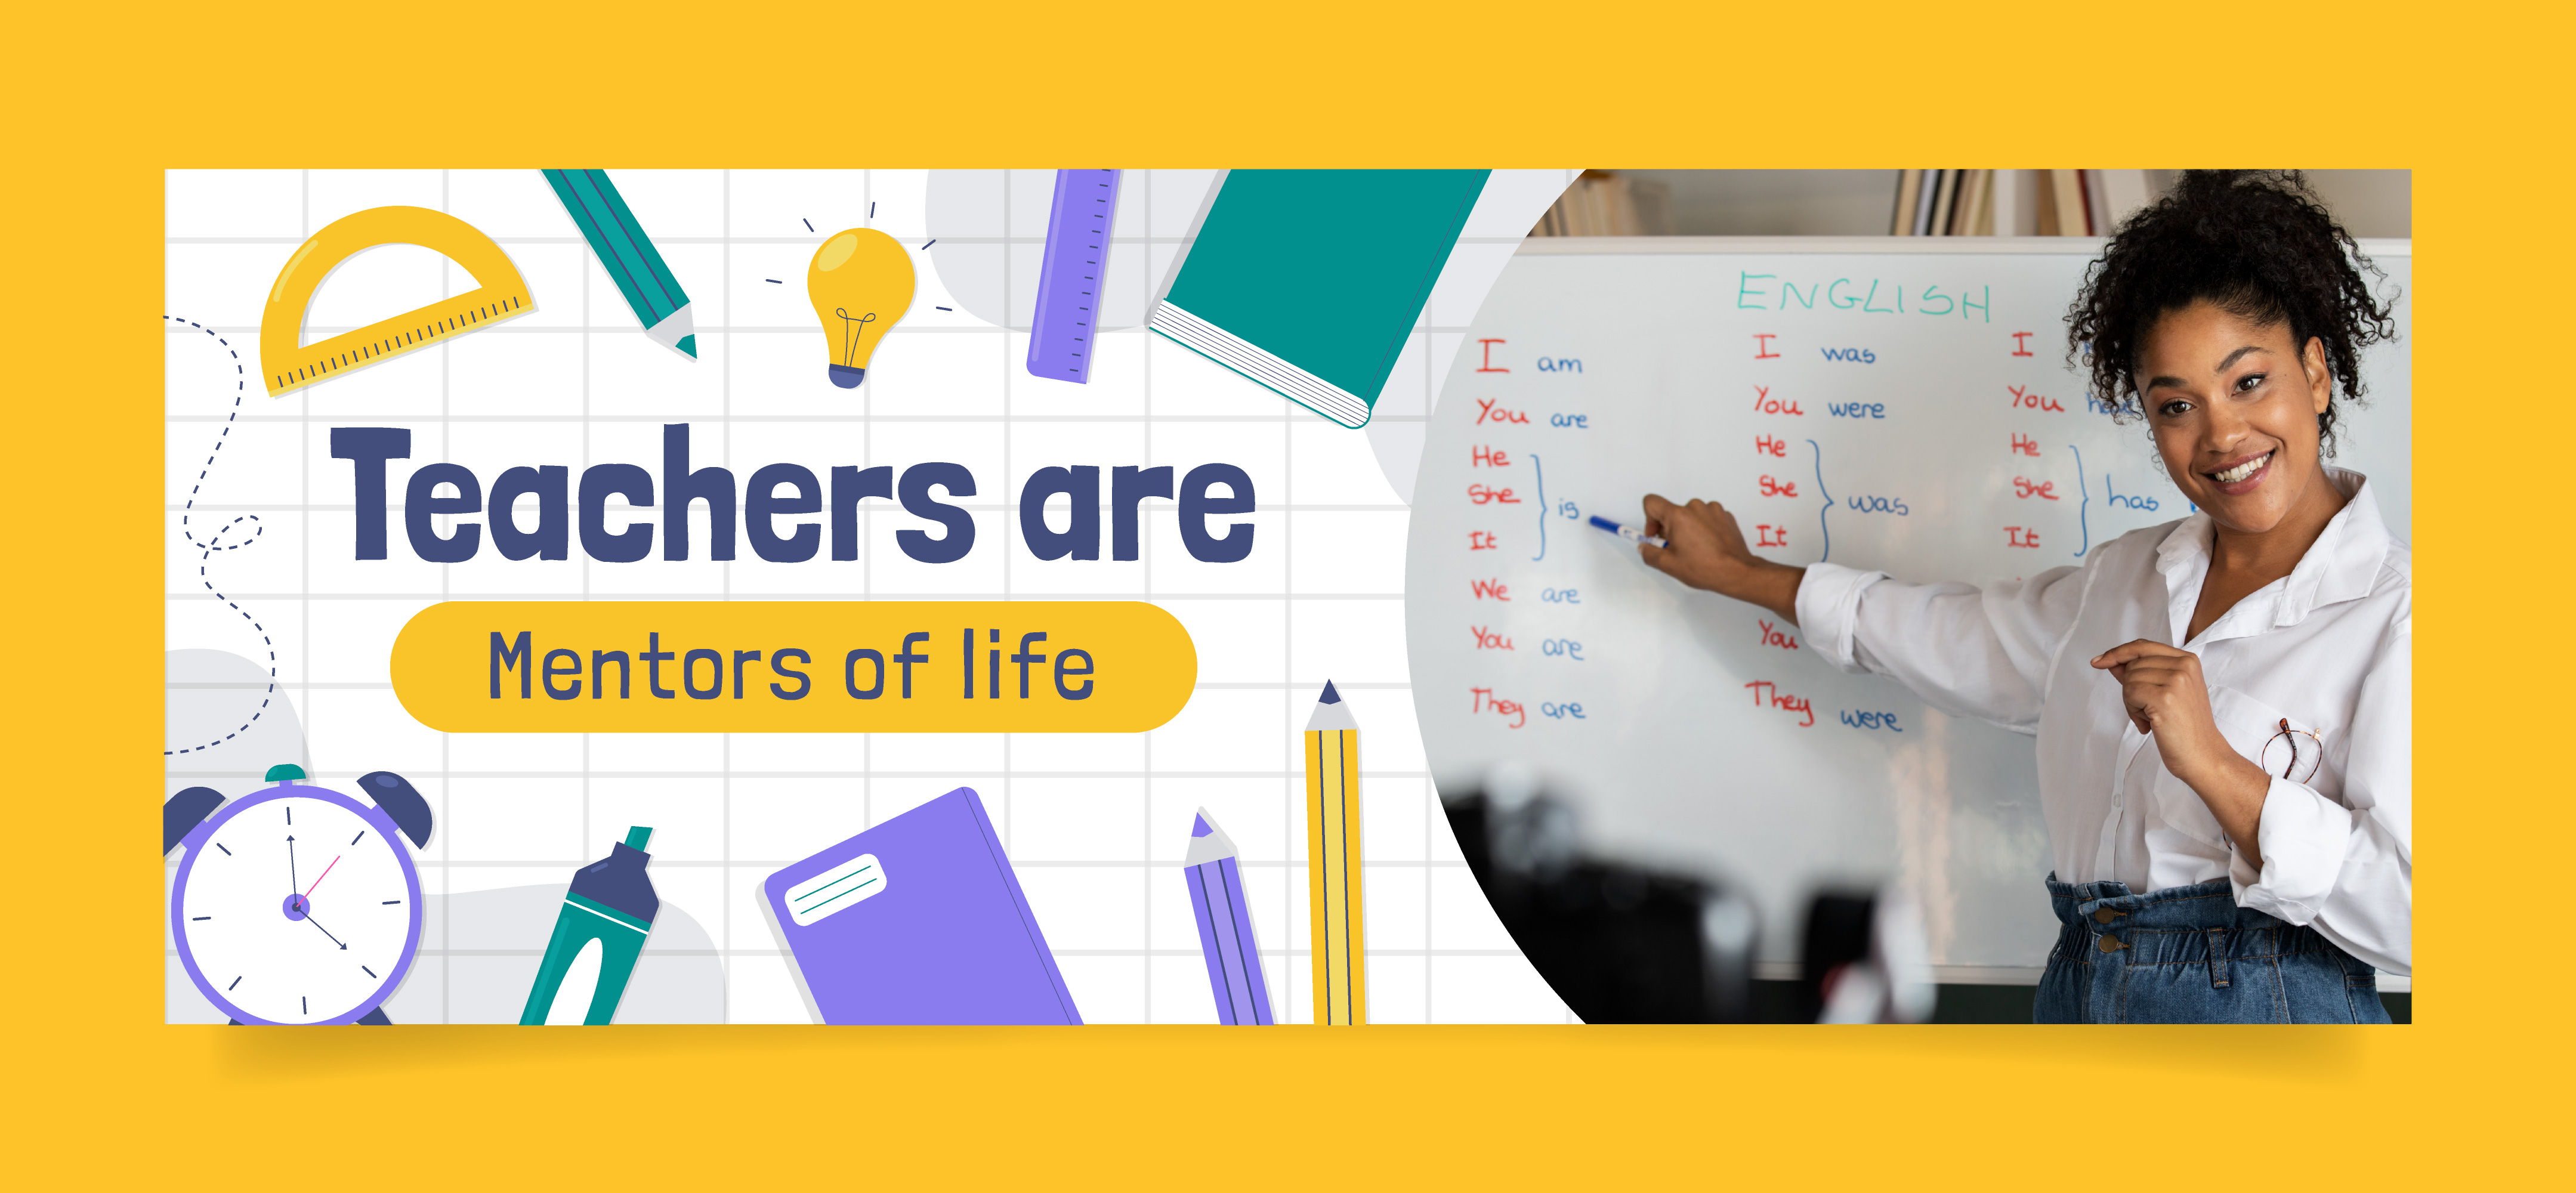 Teachers are
Mentors of life
ENGLISH
I am
You are
He
She
It
is
We are
You are
They are
I was
You were
He
She
It
was
You
They were
I
You
He
She
It
has